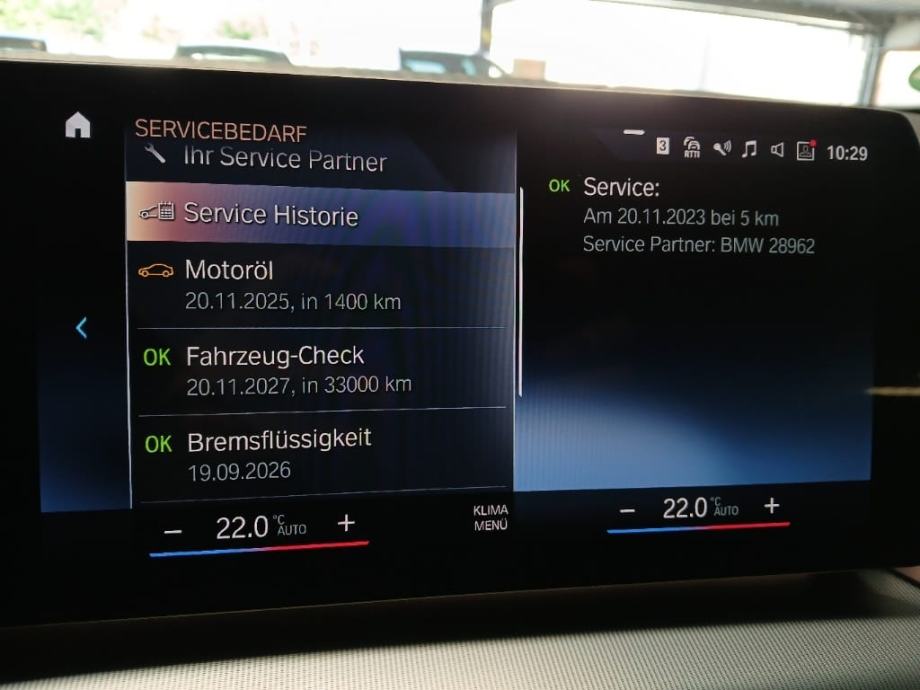 SERVICEBEDARF
Ihr Service Partner
Service Historie
Motoröl
20.11.2025, in 1400 km
OK Fahrzeug-Check
20.11.2027, in 33000 km
OK Bremsflüssigkeit
19.09.2026
3 10:29
OK Service:
Am 20.11.2023 bei 5 km
Service Partner: BMW 28962
− 22.0 °C AUTO +
KLIMA
MENÜ
− 22.0 °C AUTO +